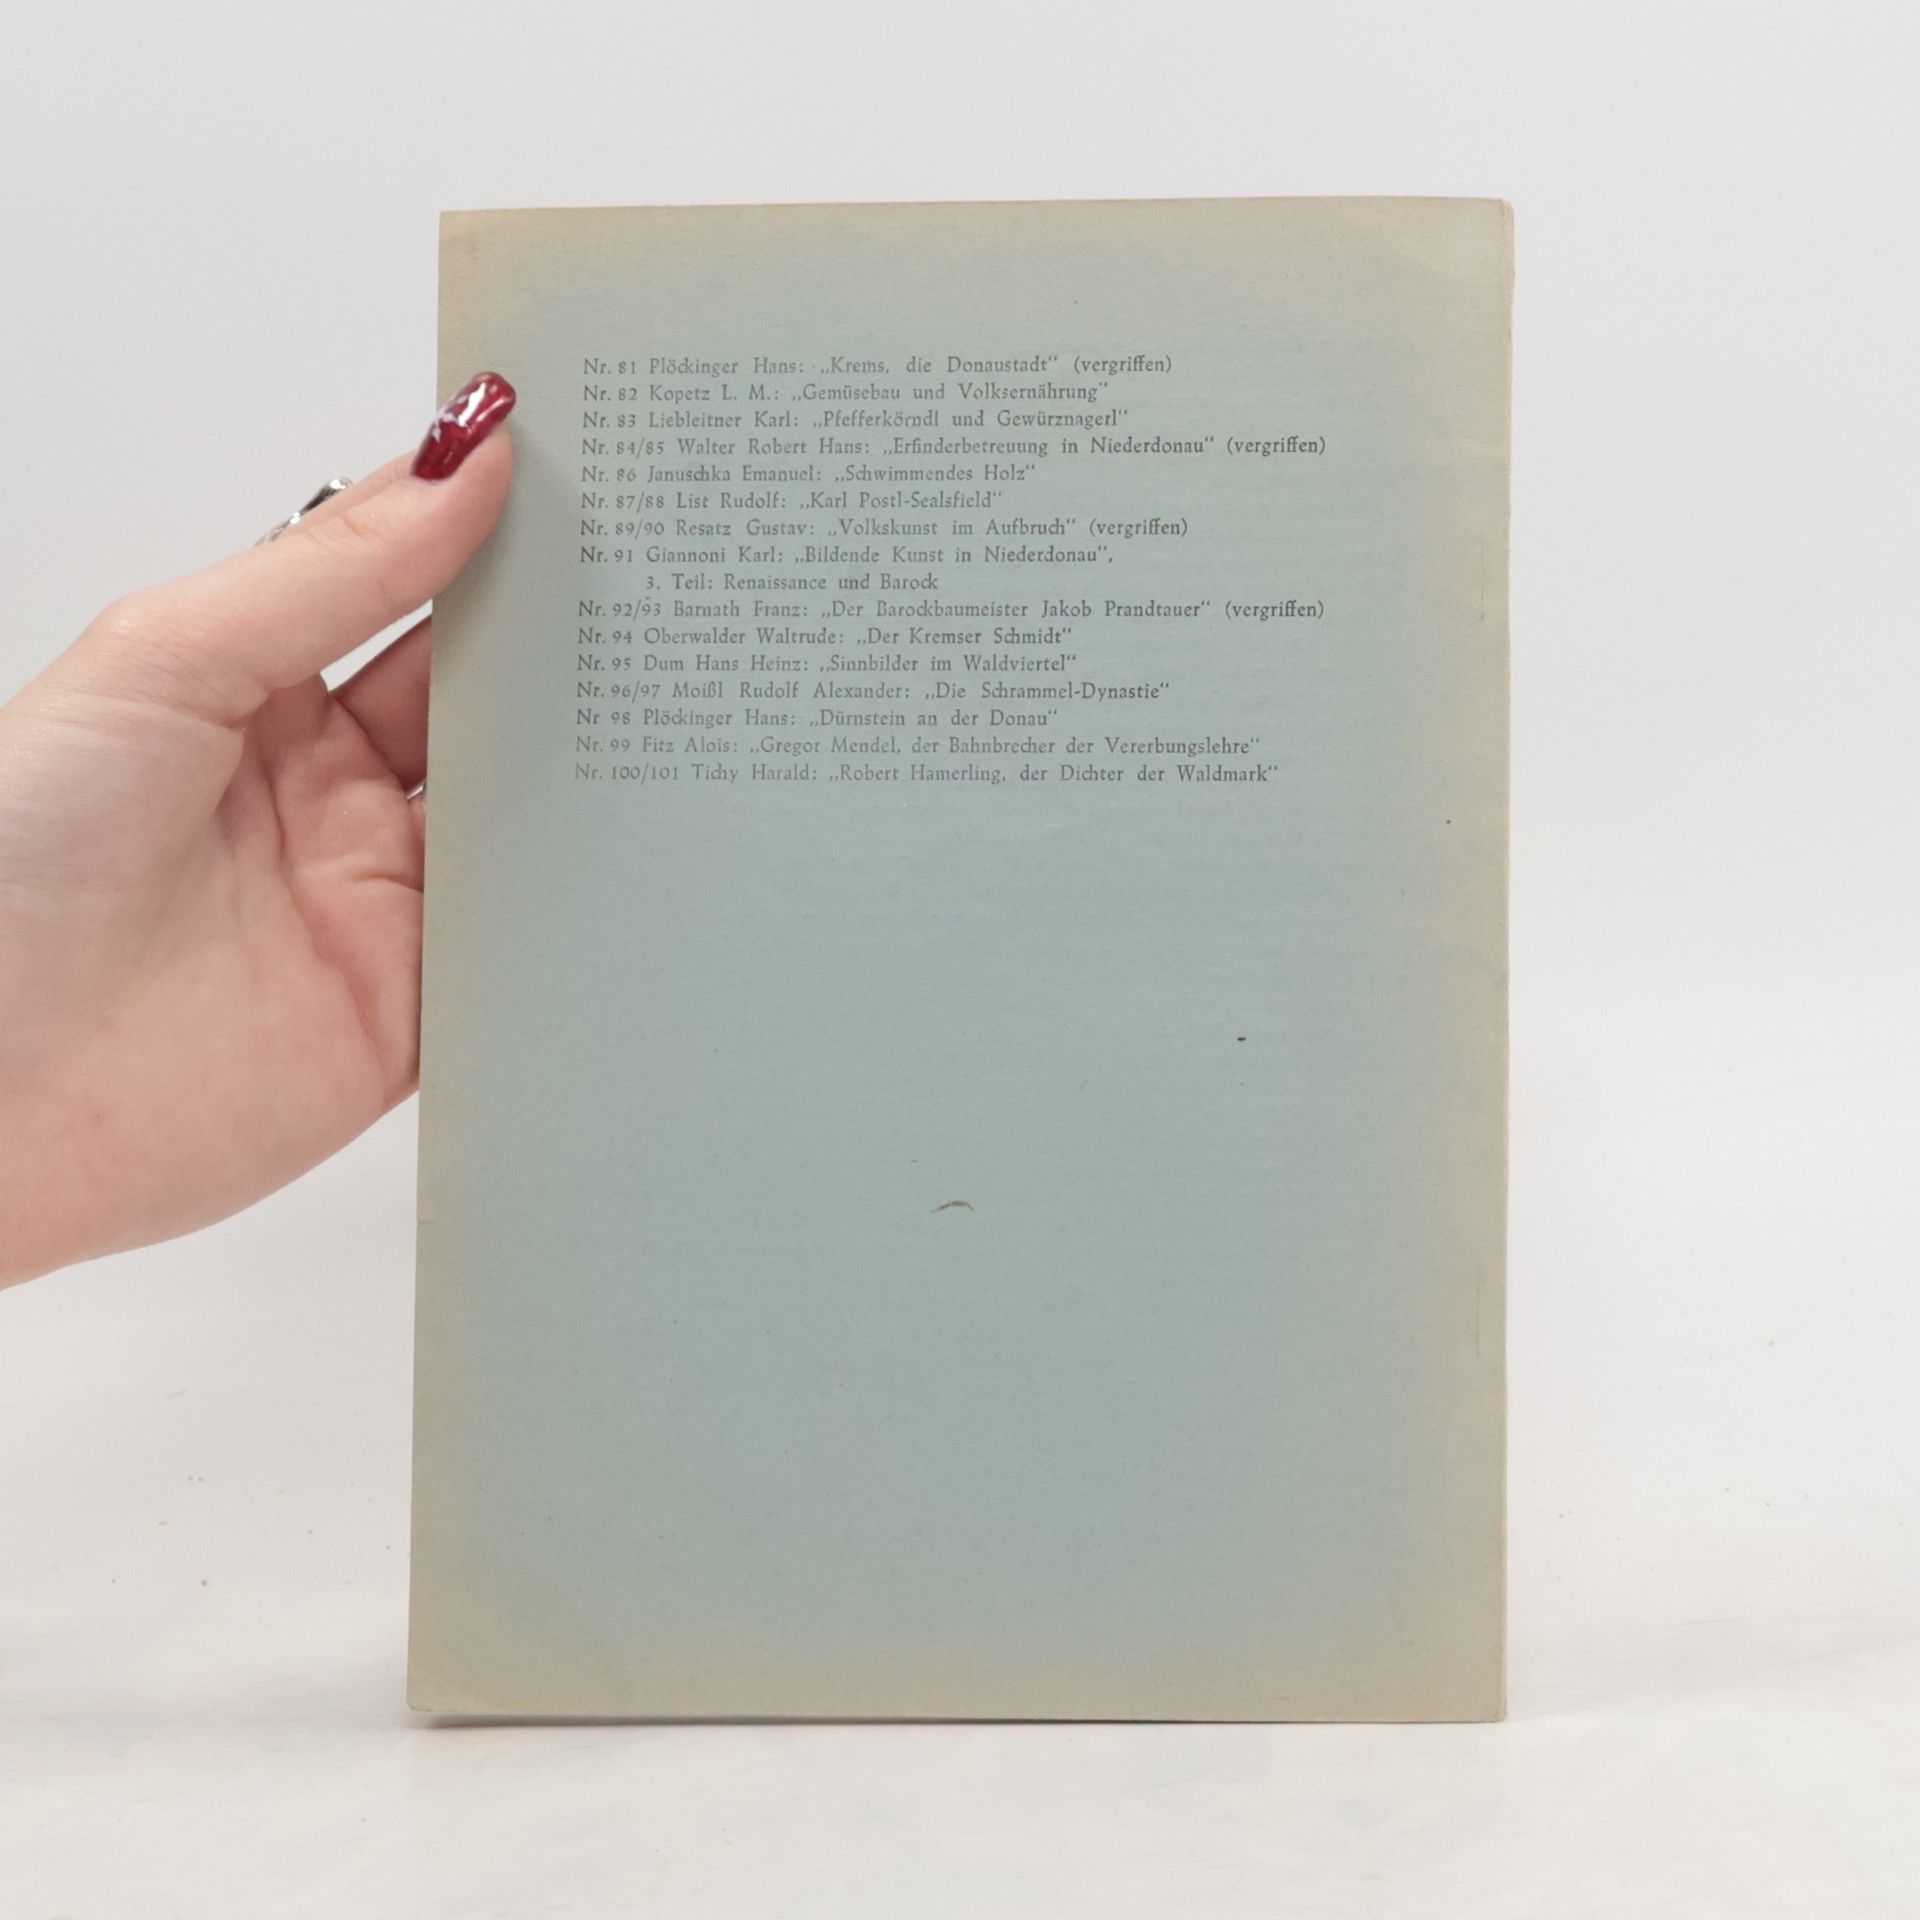 Nr. 81 Plöckinger Hans: „Krems, die Donaustadt“ (vergriffen)
Nr. 82 Kopetz L. M.: „Gemüsebau und Volksernährung“
Nr. 83 Liebleitner Karl: „Pfefferkörndl und Gewürznagerl“
Nr. 84/85 Walter Robert Hans: „Erfinderbetreuung in Niederdonau“ (vergriffen)
Nr. 86 Januschka Emanuel: „Schwimmendes Holz“
Nr. 87/88 List Rudolf: „Karl Postl-Sealsfield“
Nr. 89/90 Resatz Gustav: „Volkskunst im Aufbruch“ (vergriffen)
Nr. 91 Giannoni Karl: „Bildende Kunst in Niederdonau“,
3. Teil: Renaissance und Barock
Nr. 92/93 Barnath Franz: „Der Barockbaumeister Jakob Prandtauer“ (vergriffen)
Nr. 94 Oberwalder Waltrude: „Der Kremser Schmidt“
Nr. 95 Dum Hans Heinz: „Sinnbilder im Waldviertel“
Nr. 96/97 Moißl Rudolf Alexander: „Die Schrammel-Dynastie“
Nr 98 Plöckinger Hans: „Dürnstein an der Donau“
Nr. 99 Fitz Alois: „Gregor Mendel, der Bahnbrecher der Vererbungslehre“
Nr. 100/101 Tichy Harald: „Robert Hamerling, der Dichter der Waldmark“